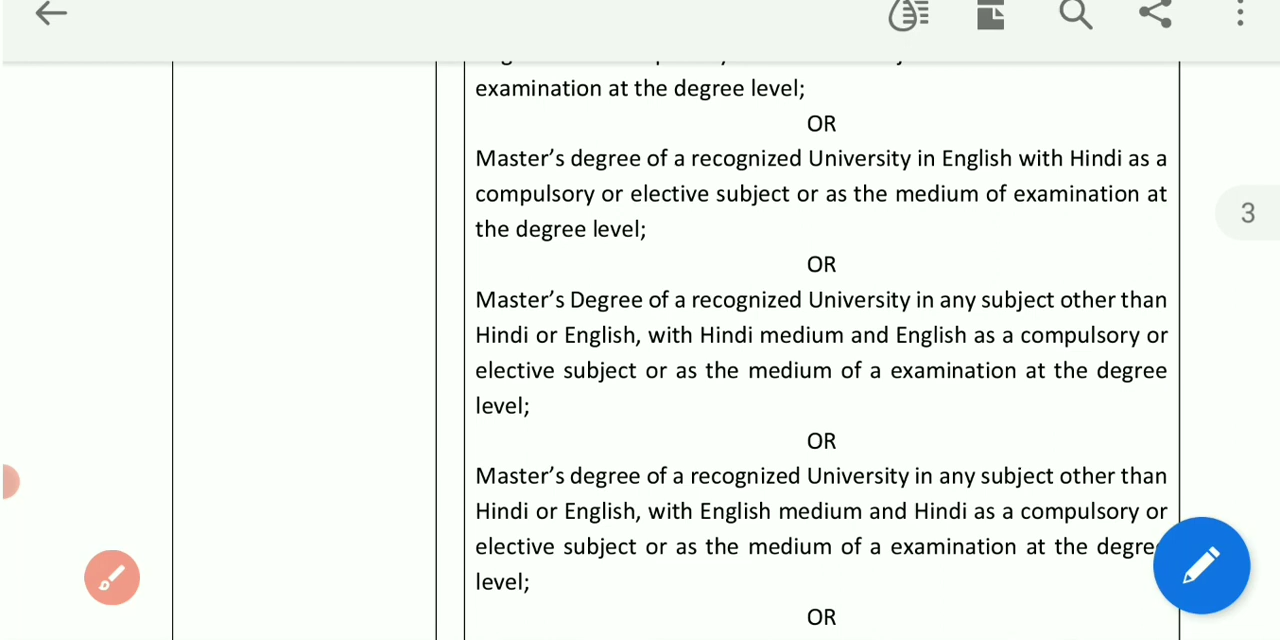 examination at the degree level;
OR
Master's degree of a recognized University in English with Hindi as a
compulsory or elective subject or as the medium of examination at
the degree level;
OR
Master's Degree of a recognized University in any subject other than
Hindi or English, with Hindi medium and English as a compulsory or
elective subject or as the medium of a examination at the degree
level;
OR
Master's degree of a recognized University in any subject other than
Hindi or English, with English medium and Hindi as a compulsory or
elective subject or as the medium of a examination at the degree
level;
OR
3